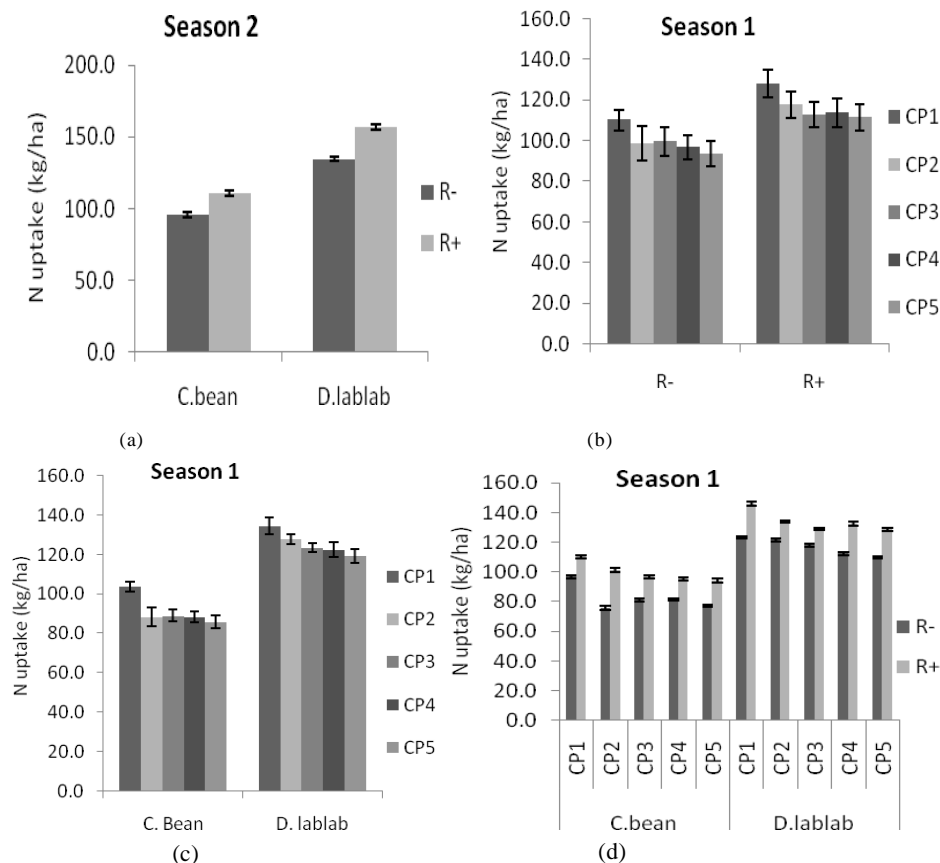 Season 2
N uptake (kg/ha)
200.0
150.0
100.0
50.0
0.0
C.bean
D.lablab
R-
R+
(a)
Season 1
N uptake (kg/ha)
160.0
140.0
120.0
100.0
80.0
60.0
40.0
20.0
0.0
R-
R+
CP1
CP2
CP3
CP4
CP5
(b)
Season 1
N uptake (kg/ha)
160.0
140.0
120.0
100.0
80.0
60.0
40.0
20.0
0.0
C. Bean
D. lablab
CP1
CP2
CP3
CP4
CP5
(c)
Season 1
N uptake (kg/ha)
160.0
140.0
120.0
100.0
80.0
60.0
40.0
20.0
0.0
CP1
CP2
CP3
CP4
CP5
CP1
CP2
CP3
CP4
CP5
C.bean
D.lablab
R-
R+
(d)